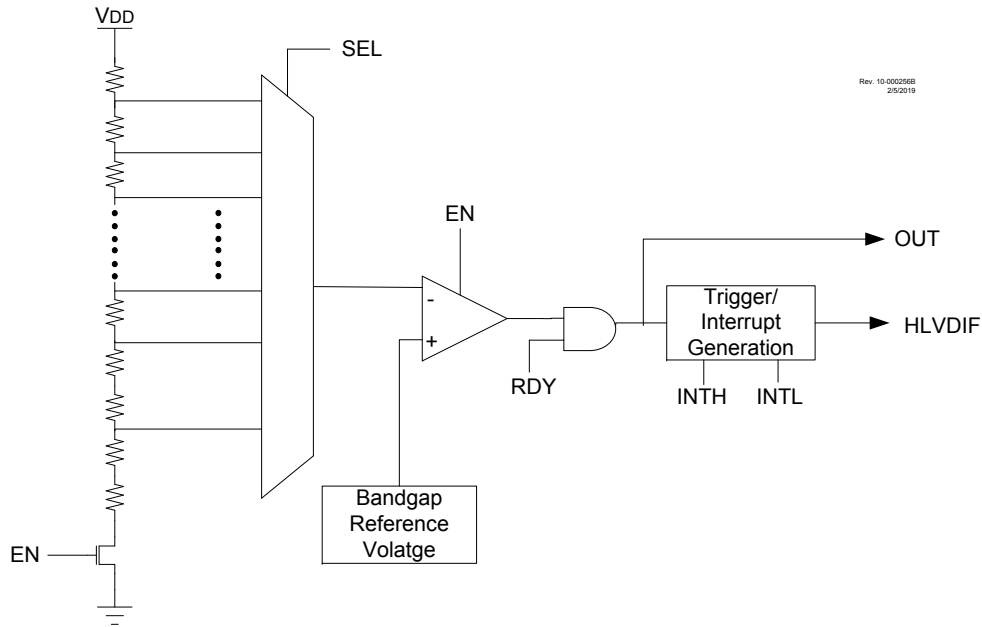 VDD
SEL
Rev. 10-000256B
2/5/2019
EN
OUT
-
+
Trigger/
Interrupt
Generation
HLVDIF
RDY
INTH
INTL
Bandgap
Reference
Volatge
EN